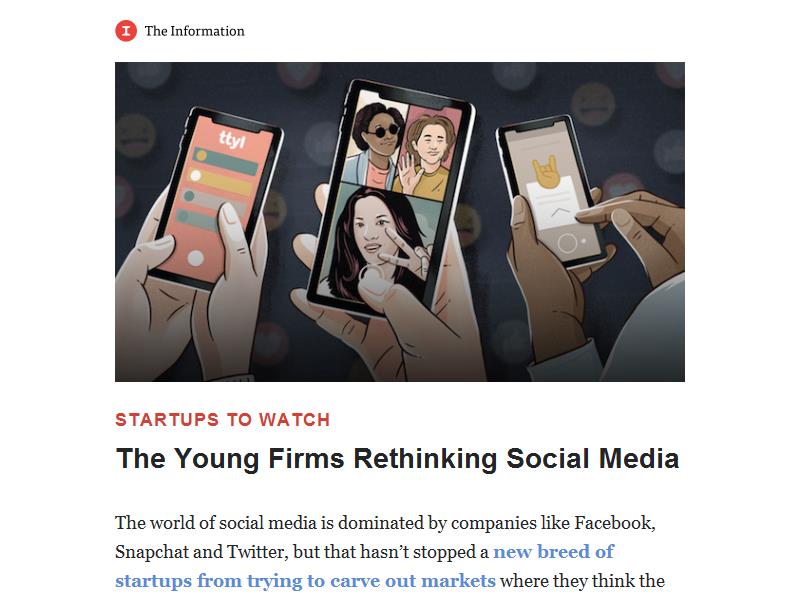 The Information
ttyl
STARTUPS TO WATCH
The Young Firms Rethinking Social Media
The world of social media is dominated by companies like Facebook,
Snapchat and Twitter, but that hasn’t stopped a new breed of
startups from trying to carve out markets where they think the